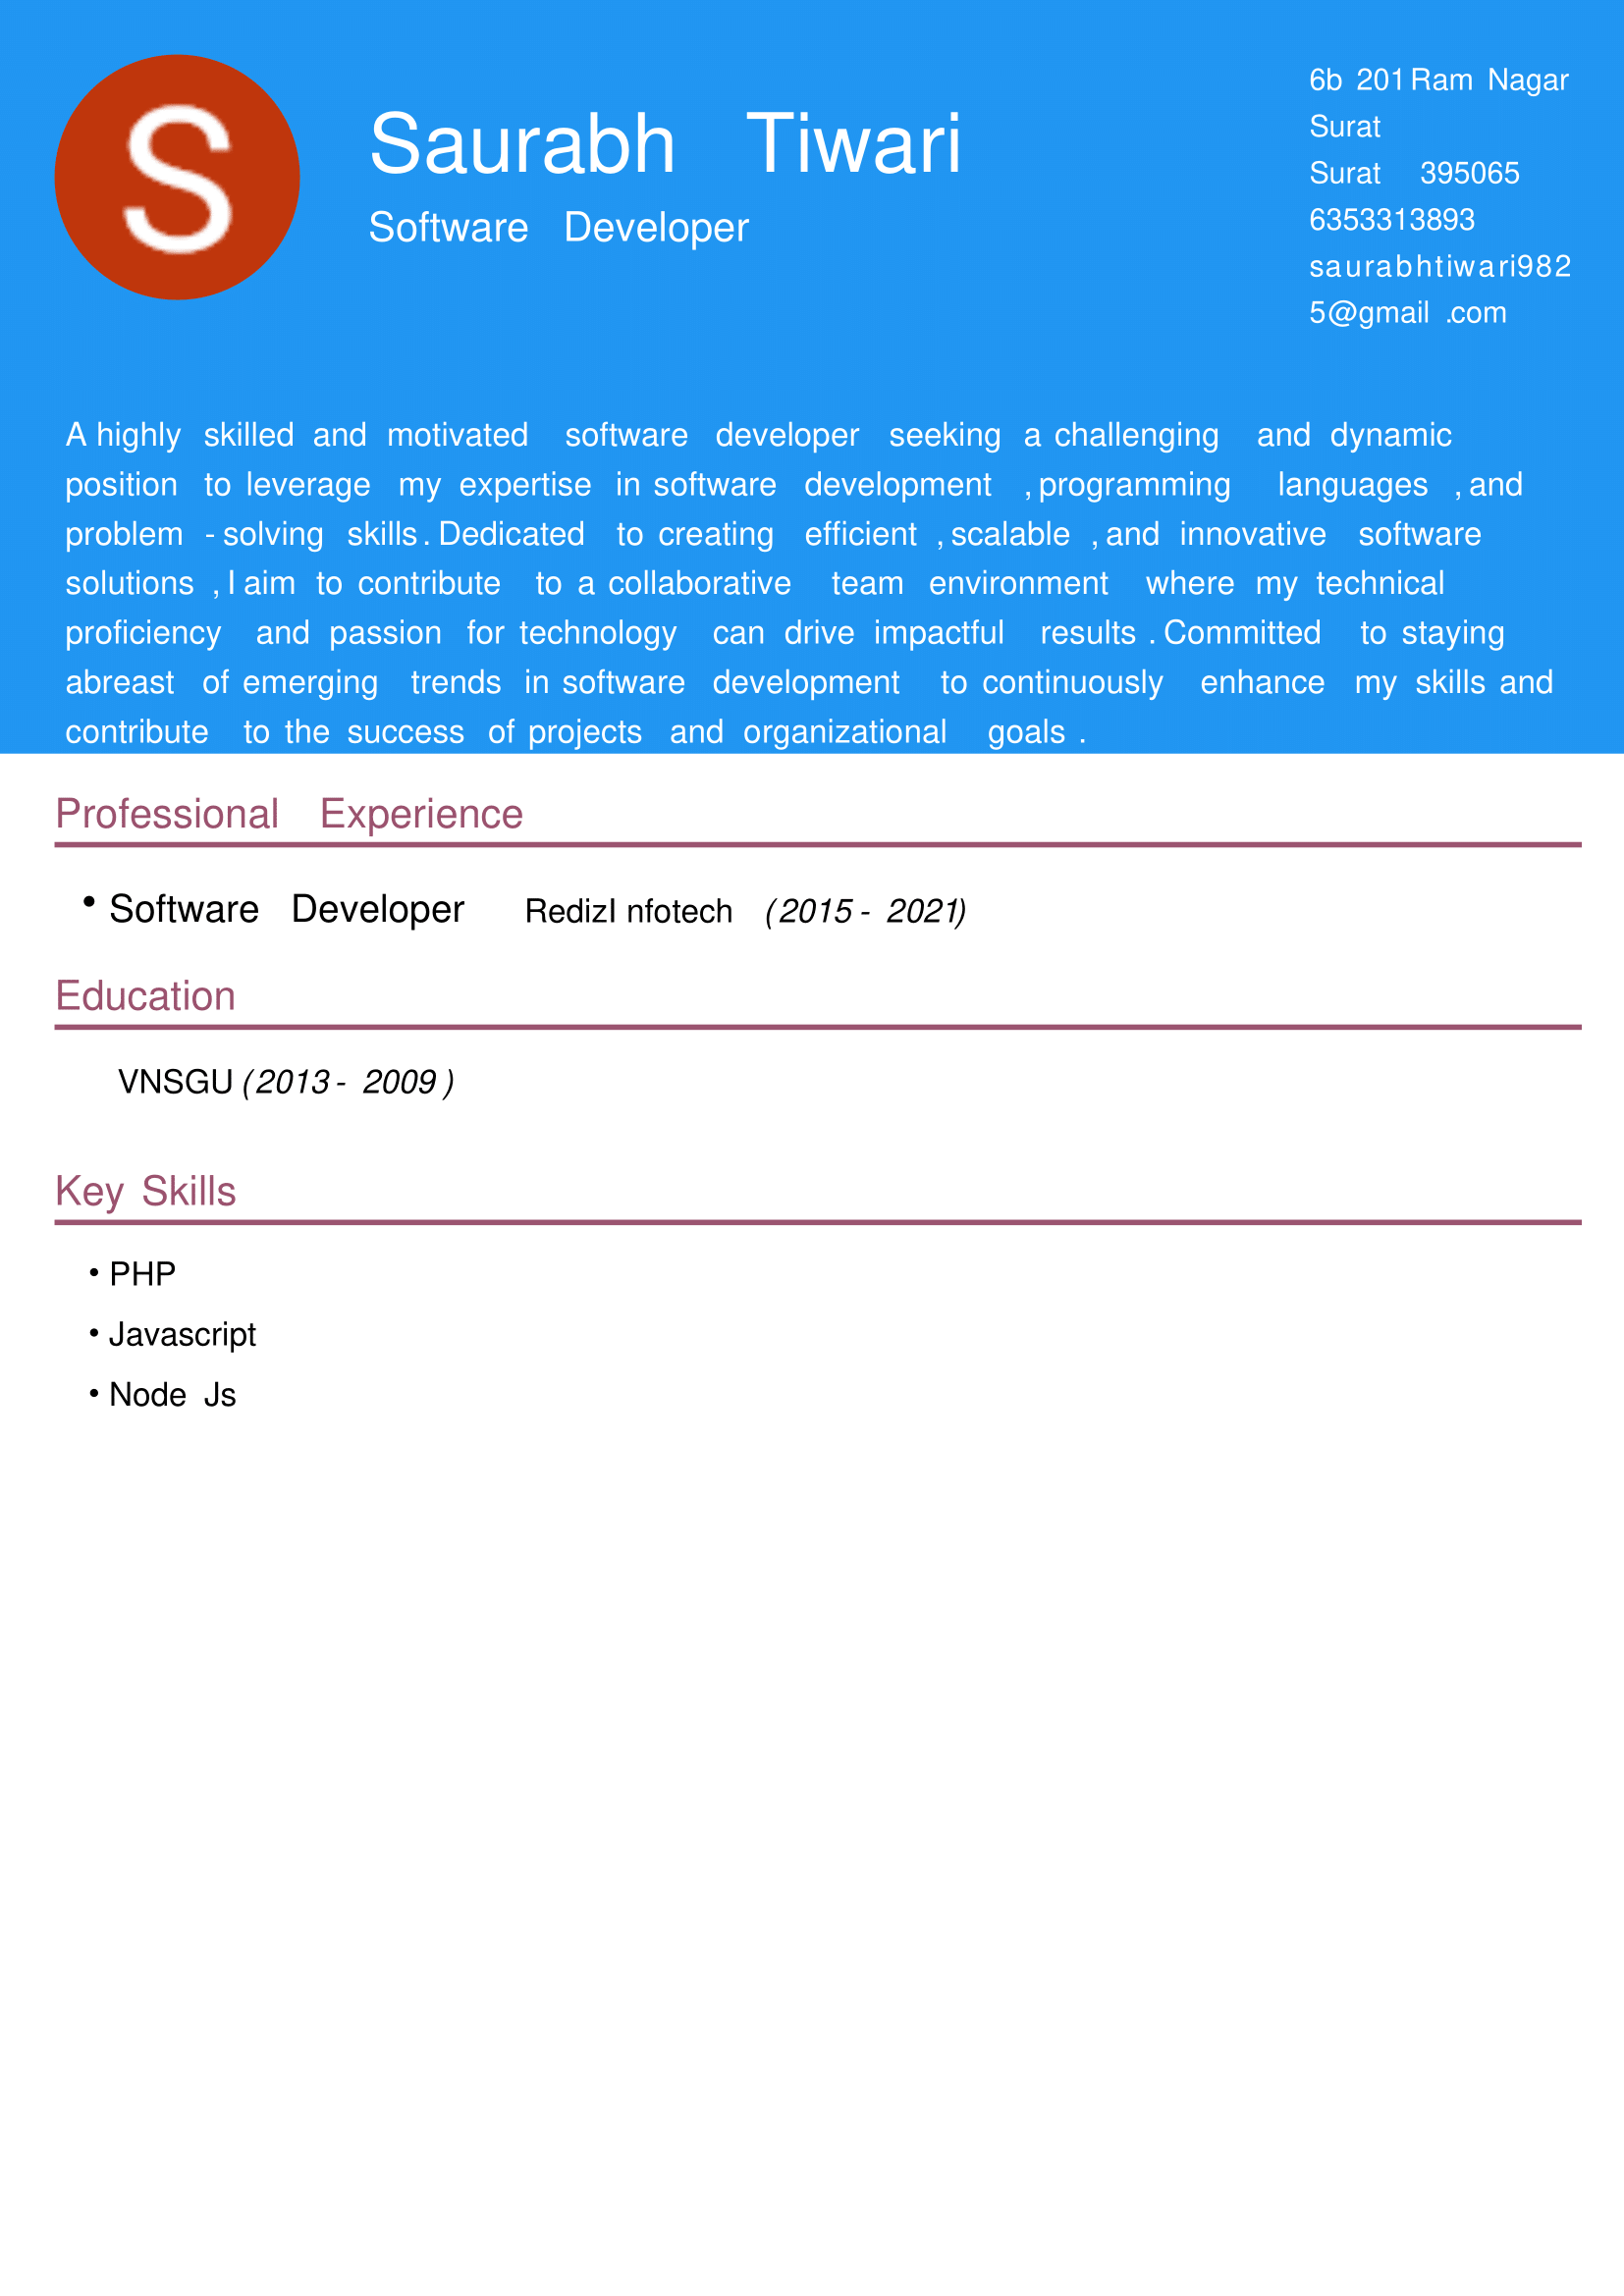 S
Saurabh Tiwari
Software Developer
6b 201 Ram Nagar
Surat
Surat 395065
6353313893
saurabhtiwari982
5@gmail .com
A highly skilled and motivated software developer seeking a challenging and dynamic
position to leverage my expertise in software development , programming languages , and
problem - solving skills . Dedicated to creating efficient , scalable , and innovative software
solutions , I aim to contribute to a collaborative team environment where my technical
proficiency and passion for technology can drive impactful results . Committed to staying
abreast of emerging trends in software development to continuously enhance my skills and
contribute to the success of projects and organizational goals .
Professional Experience
• Software Developer RedizI nfotech (2015 - 2021)
Education
VNSGU (2013 - 2009 )
Key Skills
• PHP
• Javascript
• Node Js